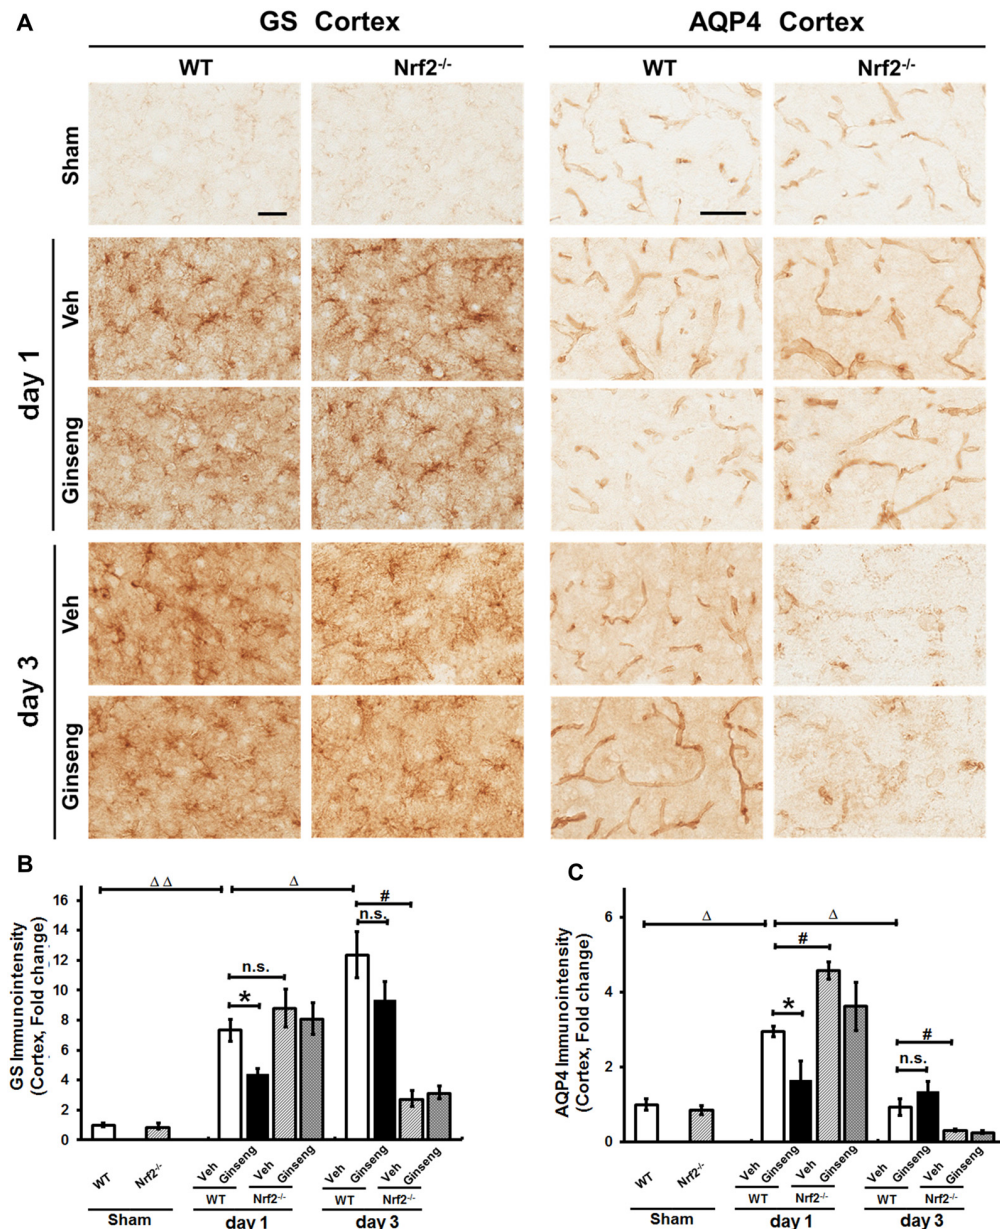 A
GS Cortex
AQP4 Cortex
WT
Nrf2-/-
WT
Nrf2-/-
Sham
day 1
Veh
Ginseng
day 3
Veh
Ginseng
B
GS Immunointensity
(Cortex, Fold change)
16
14
12
10
8
6
4
2
0
Δ Δ
Δ
#
n.s.
n.s.
*
WT
Nrf2-/-
Veh
Ginseng
Veh
Ginseng
Veh
Ginseng
Veh
Ginseng
WT
Nrf2-/-
WT
Nrf2-/-
Sham
day 1
day 3
C
AQP4 Immunointensity
(Cortex, Fold change)
6
4
2
0
Δ
Δ
#
*
#
n.s.
WT
Nrf2-/-
Veh
Ginseng
Veh
Ginseng
Veh
Ginseng
Veh
Ginseng
WT
Nrf2-/-
WT
Nrf2-/-
Sham
day 1
day 3